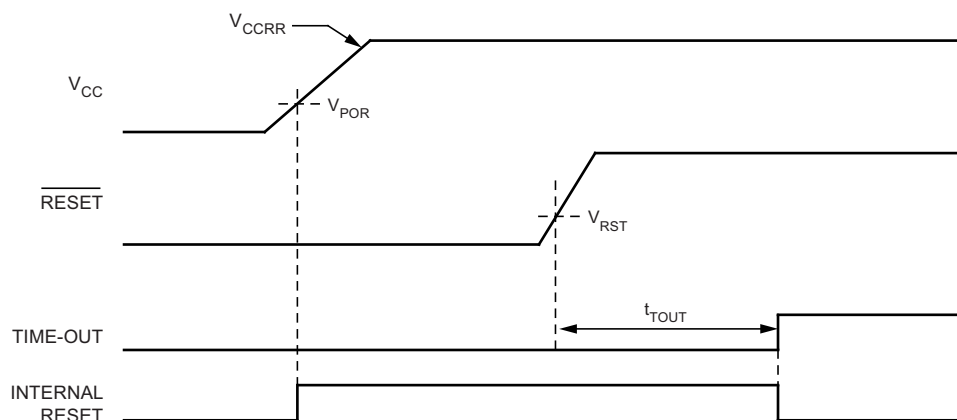 VCCRR
VCC
VPOR
RESET
VRST
tTOUT
TIME-OUT
INTERNAL
RESET